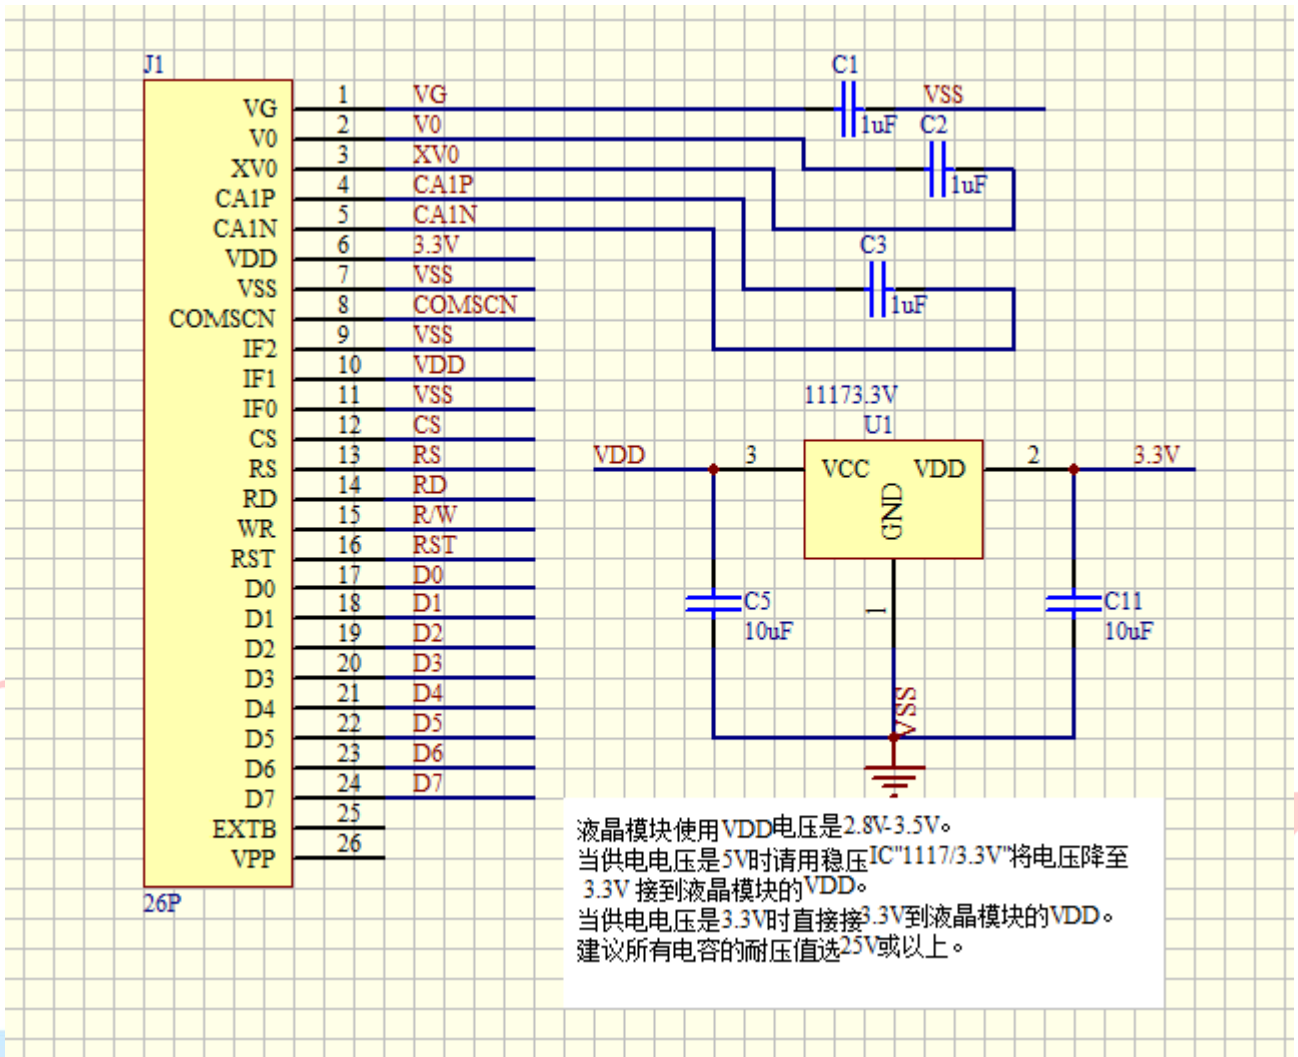 J1
VG 1 VG
V0 2 V0
XV0 3 XV0
CA1P 4 CA1P
CA1N 5 CA1N
VDD 6 3.3V
VSS 7 VSS
COMSCN 8 COMSCN
IF2 9 VSS
IF1 10 VDD
IF0 11 VSS
CS 12 CS
RS 13 RS
RD 14 RD
WR 15 R/W
RST 16 RST
D0 17 D0
D1 18 D1
D2 19 D2
D3 20 D3
D4 21 D4
D5 22 D5
D6 23 D6
D7 24 D7
EXTB 25
VPP 26
26P
C1
1uF
VSS
C2
1uF
C3
1uF
11173.3V
U1
VDD 3 VCC VDD 2 3.3V
GND
1
C5
10uF
C11
10uF
VSS
液晶模块使用VDD电压是2.8V-3.5V。
当供电电压是5V时请用稳压IC"1117/3.3V"将电压降至
3.3V 接到液晶模块的VDD。
当供电电压是3.3V时直接接3.3V到液晶模块的VDD。
建议所有电容的耐压值选25V或以上。